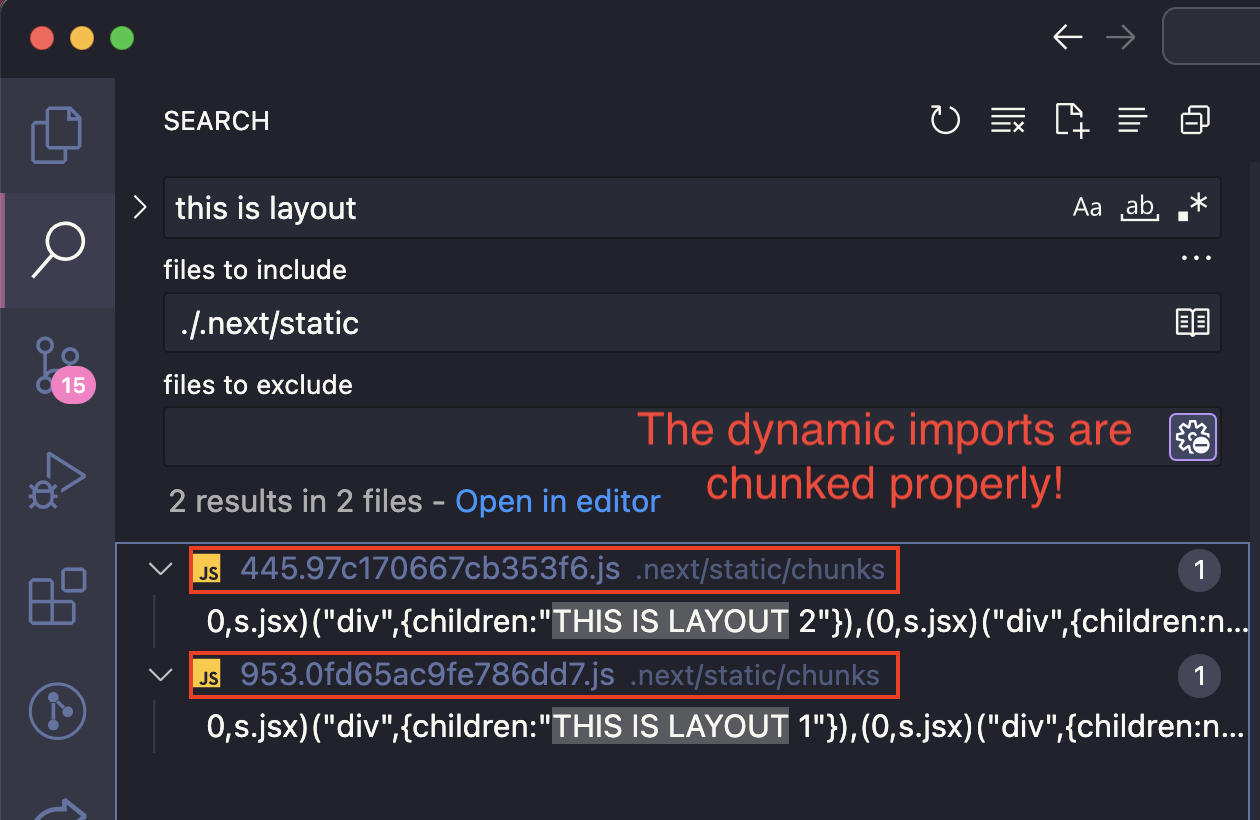 SEARCH
this is layout
Aa ab .*
files to include
...
./.next/static
files to exclude
15
The dynamic imports are
chunked properly!
2 results in 2 files - Open in editor
JS 445.97c170667cb353f6.js .next/static/chunks 1
0,s.jsx)("div",{children:"THIS IS LAYOUT 2"}),(0,s.jsx)("div",{children:n...
JS 953.0fd65ac9fe786dd7.js .next/static/chunks 1
0,s.jsx)("div",{children:"THIS IS LAYOUT 1"}),(0,s.jsx)("div",{children:n...